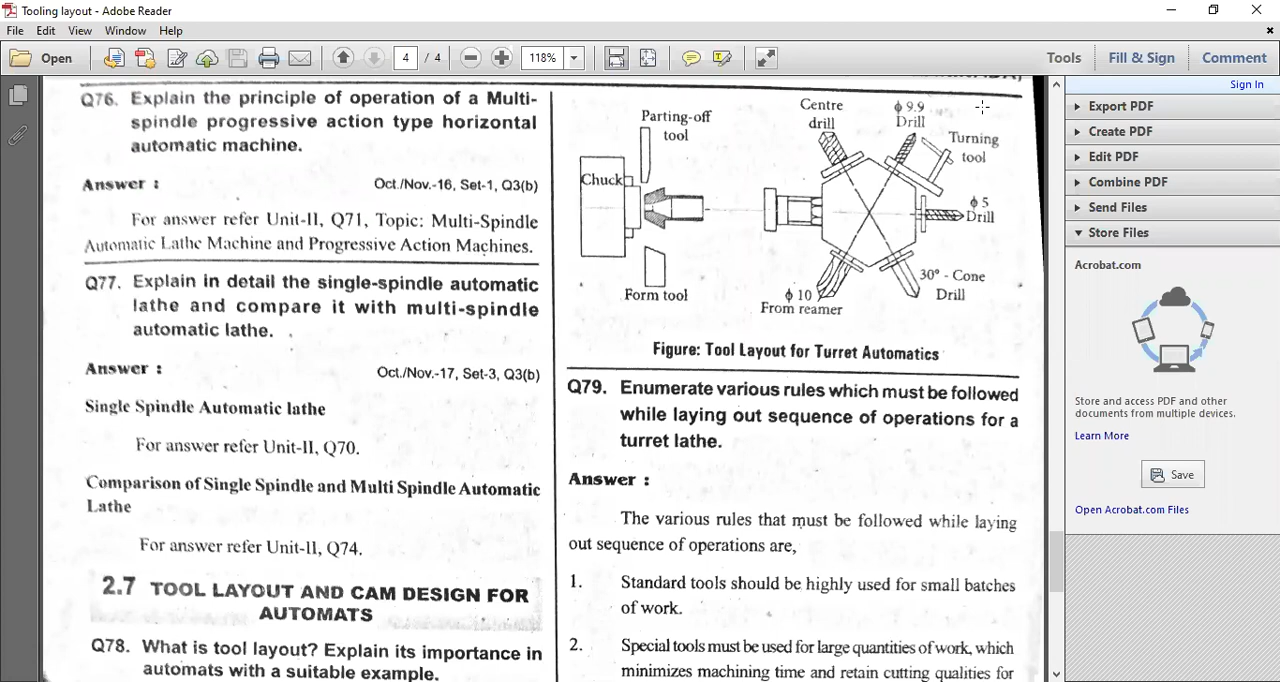 Tooling layout - Adobe Reader
File Edit View Window Help
Open
4 / 4
118%
Tools
Fill & Sign
Comment
Sign In
Q76. Explain the principle of operation of a Multi-
spindle progressive action type horizontal
automatic machine.
Answer :
Oct./Nov.-16, Set-1, Q3(b)
For answer refer Unit-II, Q71, Topic: Multi-Spindle
Automatic Lathe Machine and Progressive Action Machines.
Q77. Explain in detail the single-spindle automatic
lathe and compare it with multi-spindle
automatic lathe.
Answer :
Oct./Nov.-17, Set-3, Q3(b)
Single Spindle Automatic lathe
For answer refer Unit-II, Q70.
Comparison of Single Spindle and Multi Spindle Automatic
Lathe
For answer refer Unit-II, Q74.
2.7 TOOL LAYOUT AND CAM DESIGN FOR
AUTOMATS
Q78. What is tool layout? Explain its importance in
automats with a suitable example.
Parting-off
tool
Chuck
Form tool
Centre
drill
ϕ 9.9
Drill
Turning
tool
ϕ 5
Drill
30° - Cone
Drill
ϕ 10
From reamer
Figure: Tool Layout for Turret Automatics
Q79. Enumerate various rules which must be followed
while laying out sequence of operations for a
turret lathe.
Answer :
The various rules that must be followed while laying
out sequence of operations are,
1. Standard tools should be highly used for small batches
of work.
2. Special tools must be used for large quantities of work, which
minimizes machining time and retain cutting qualities for
Export PDF
Create PDF
Edit PDF
Combine PDF
Send Files
Store Files
Acrobat.com
Store and access PDF and other
documents from multiple devices.
Learn More
Save
Open Acrobat.com Files